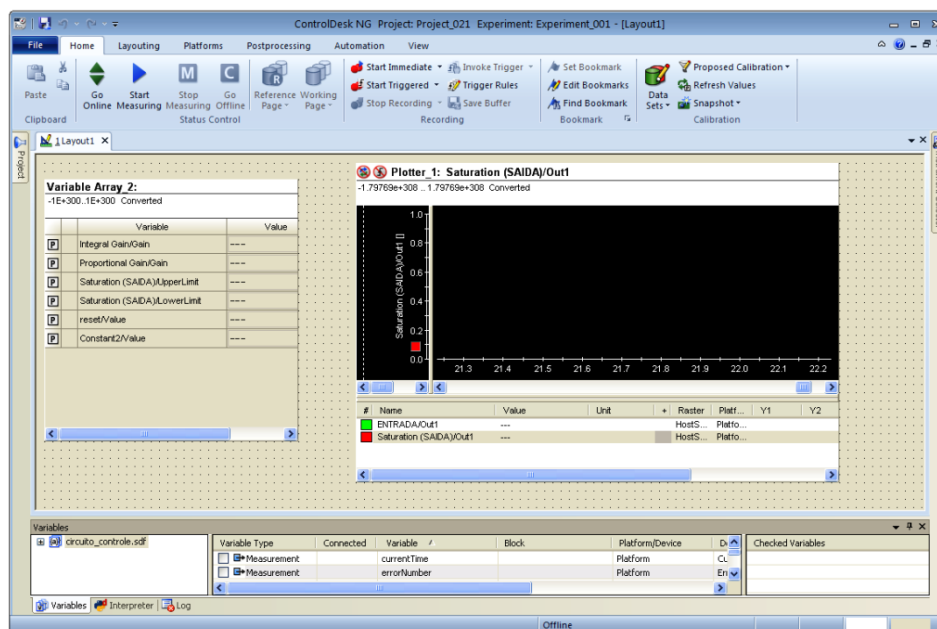 ControlDesk NG Project: Project_021 Experiment: Experiment_001 - [Layout1]
File Home Layouting Platforms Postprocessing Automation View
Paste
Go Online
Start Measuring
Stop Measuring
Go Offline
Reference Page
Working Page
Start Immediate Invoke Trigger
Start Triggered Trigger Rules
Stop Recording Save Buffer
Set Bookmark
Edit Bookmarks
Find Bookmark
Data Sets
Proposed Calibration
Refresh Values
Snapshot
Clipboard Status Control Recording Bookmark Calibration
1Layout1
Project
Variable Array_2:
-1E+300..1E+300 Converted
Variable Value
P Integral Gain/Gain ---
P Proportional Gain/Gain ---
P Saturation (SAIDA)/UpperLimit ---
P Saturation (SAIDA)/LowerLimit ---
P reset/Value ---
P Constant2/Value ---
Plotter_1: Saturation (SAIDA)/Out1
-1.79769e+308 .. 1.79769e+308 Converted
Saturation (SAIDA)/Out1 []
1.0
0.8
0.6
0.4
0.2
0.0
21.3 21.4 21.5 21.6 21.7 21.8 21.9 22.0 22.1 22.2
# Name Value Unit + Raster Platf... Y1 Y2
ENTRADA/Out1 --- HostS... Platfo...
Saturation (SAIDA)/Out1 --- HostS... Platfo...
Variables
circuito_controle.sdf
Variable Type Connected Variable / Block Platform/Device
Measurement currentTime Platform
Measurement errorNumber Platform
Checked Variables
Variables Interpreter Log
Offline